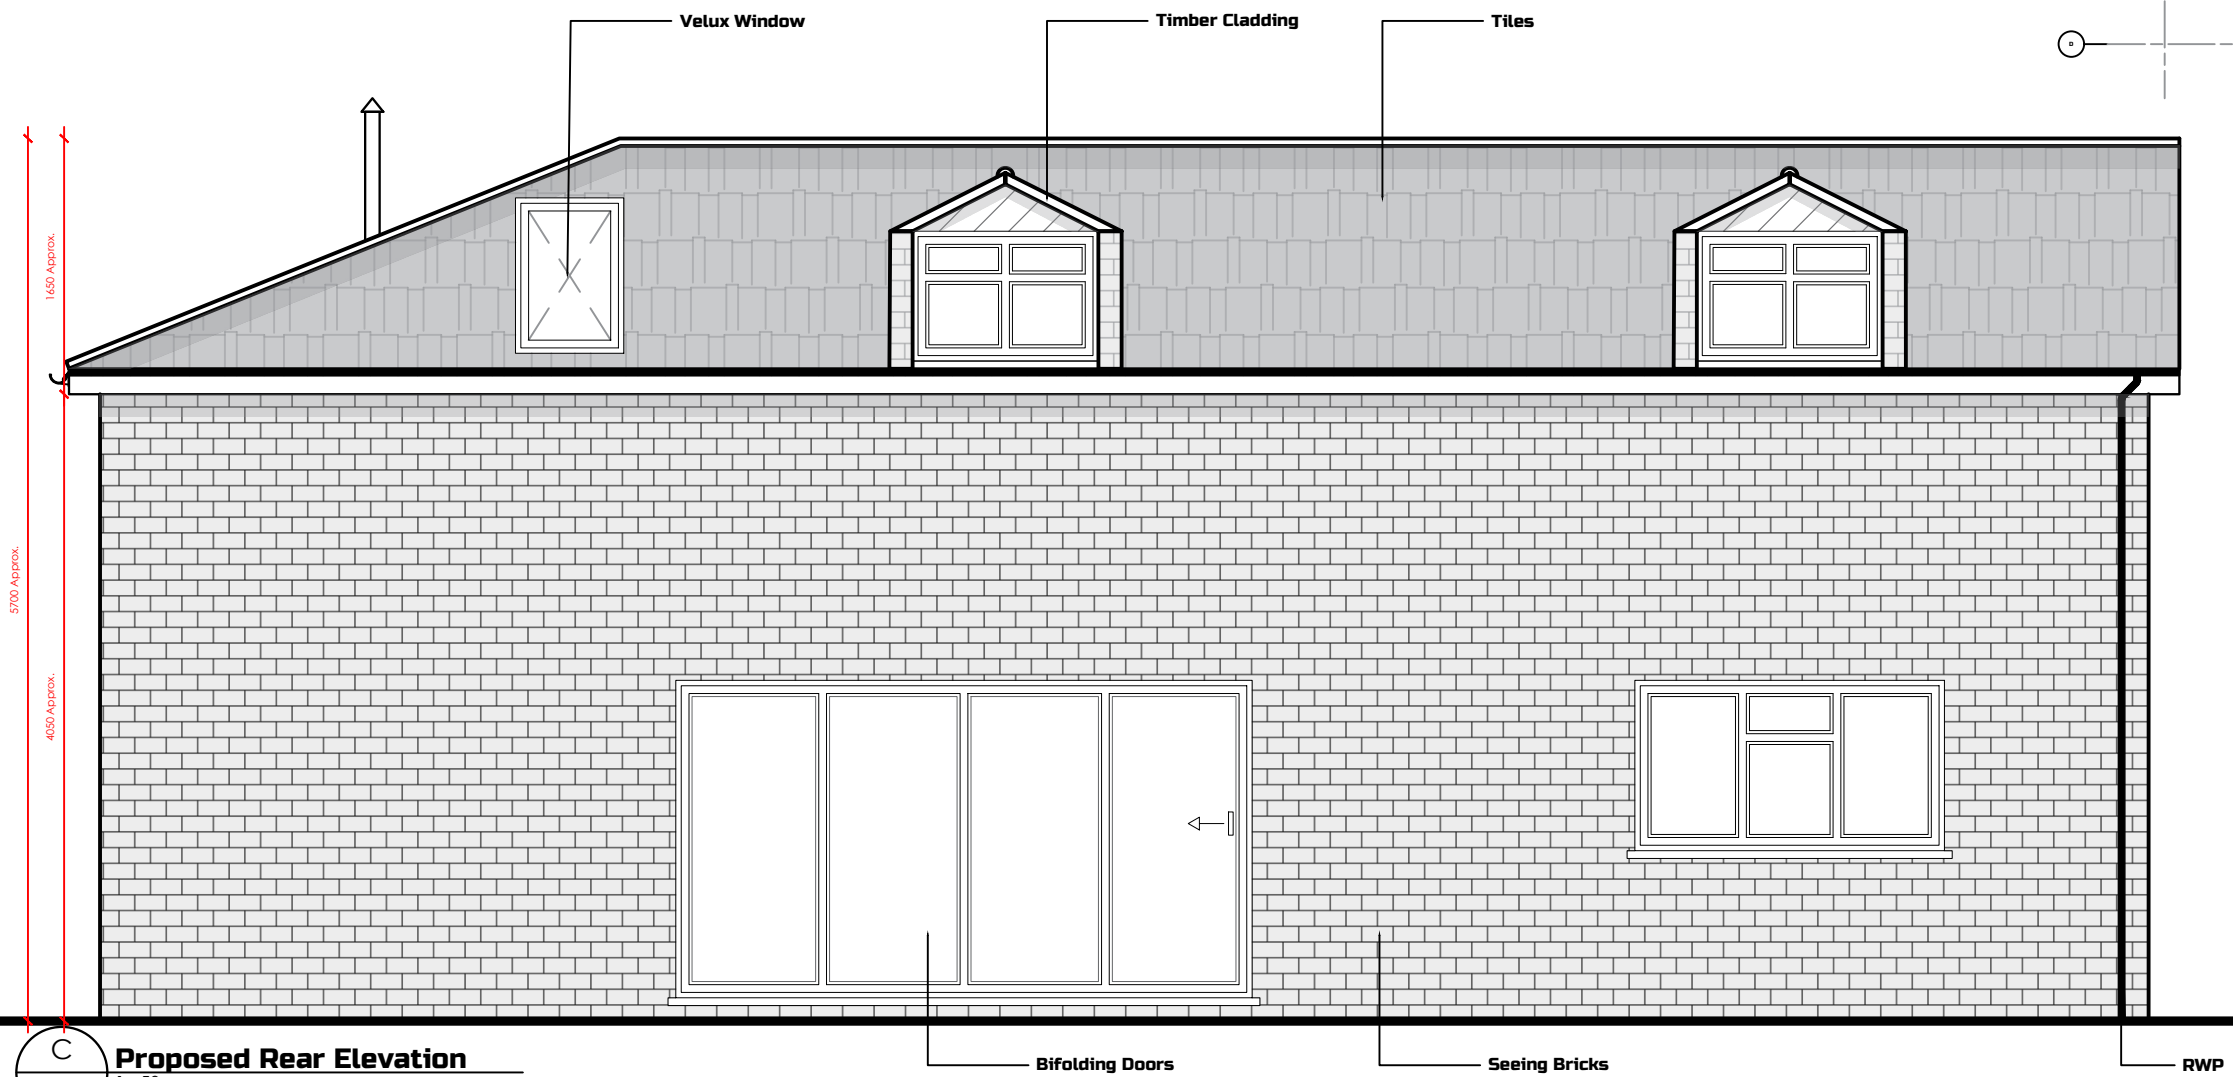 Velux Window
Timber Cladding
Tiles
1650 Approx.
5700 Approx.
4050 Approx.
C
Proposed Rear Elevation
Bifolding Doors
Seeing Bricks
RWP